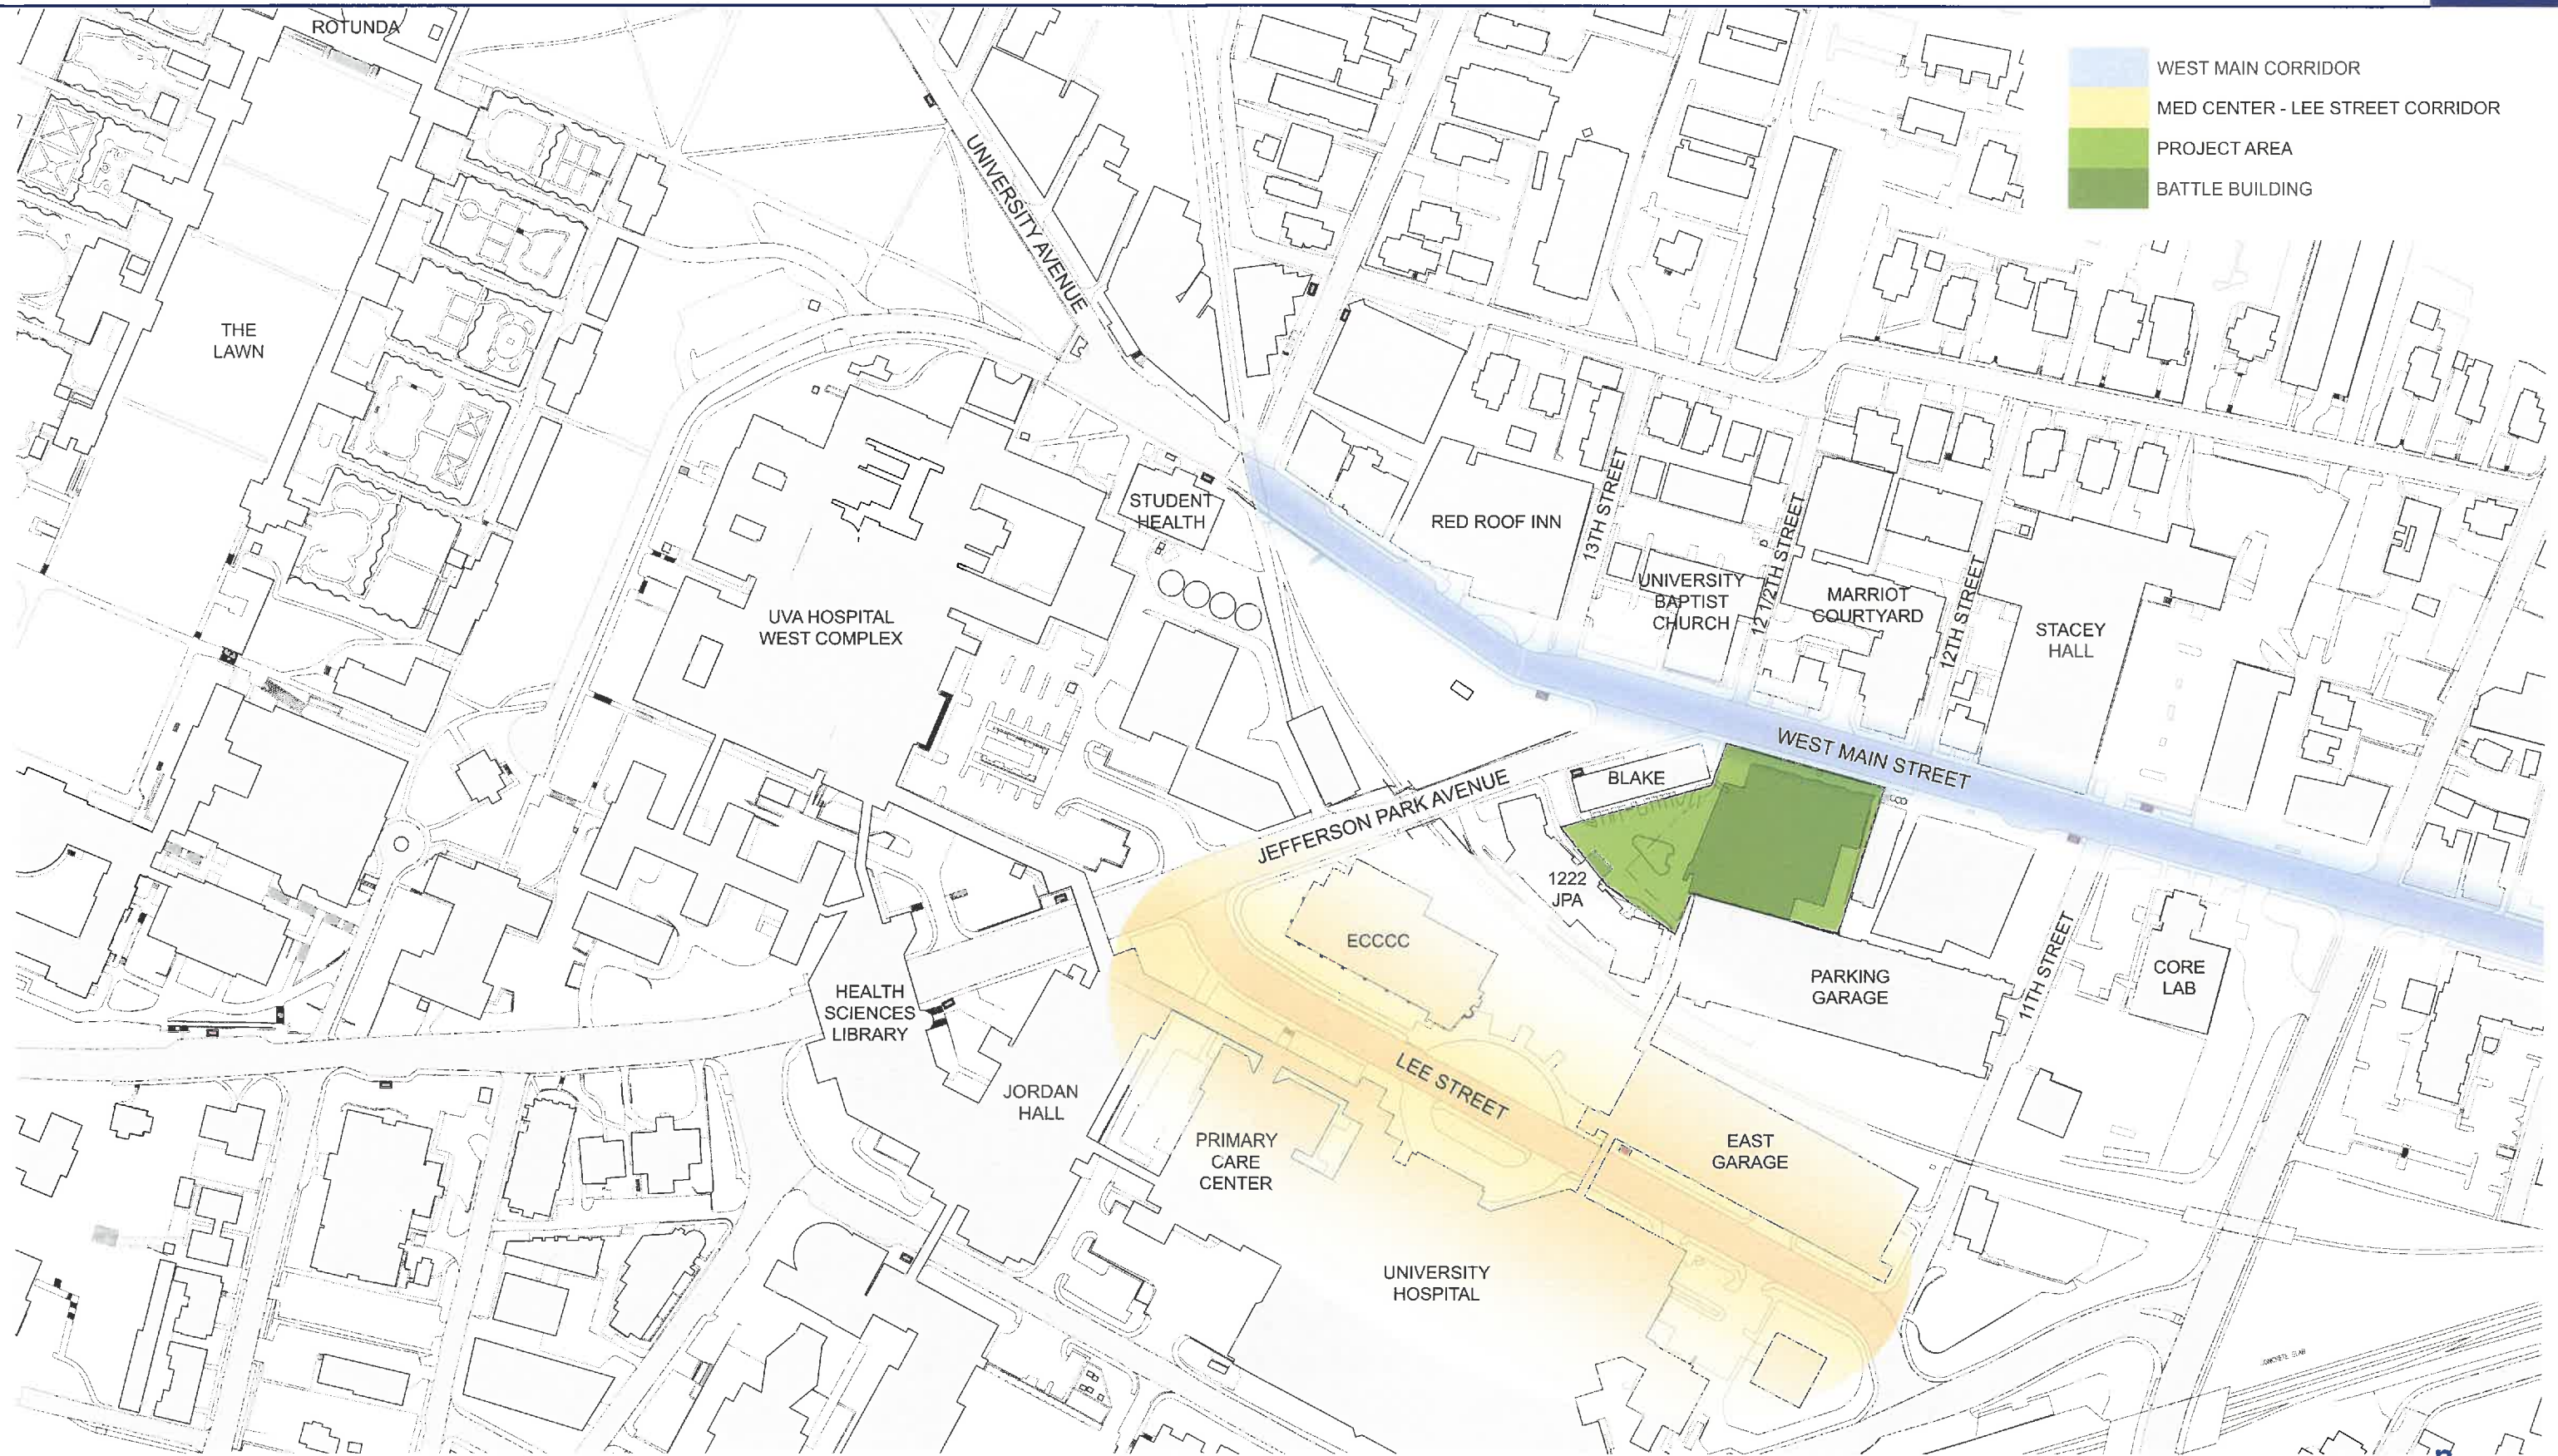 ROTUNDA
WEST MAIN CORRIDOR
MED CENTER - LEE STREET CORRIDOR
PROJECT AREA
BATTLE BUILDING
UNIVERSITY AVENUE
THE
LAWN
STUDENT
HEALTH
RED ROOF INN
13TH STREET
UNIVERSITY
BAPTIST
CHURCH
12 1/2TH STREET
MARRIOT
COURTYARD
12TH STREET
STACEY
HALL
UVA HOSPITAL
WEST COMPLEX
WEST MAIN STREET
BLAKE
JEFFERSON PARK AVENUE
1222
JPA
ECCCC
PARKING
GARAGE
11TH STREET
CORE
LAB
HEALTH
SCIENCES
LIBRARY
LEE STREET
JORDAN
HALL
PRIMARY
CARE
CENTER
EAST
GARAGE
UNIVERSITY
HOSPITAL
CONCRETE SLAB